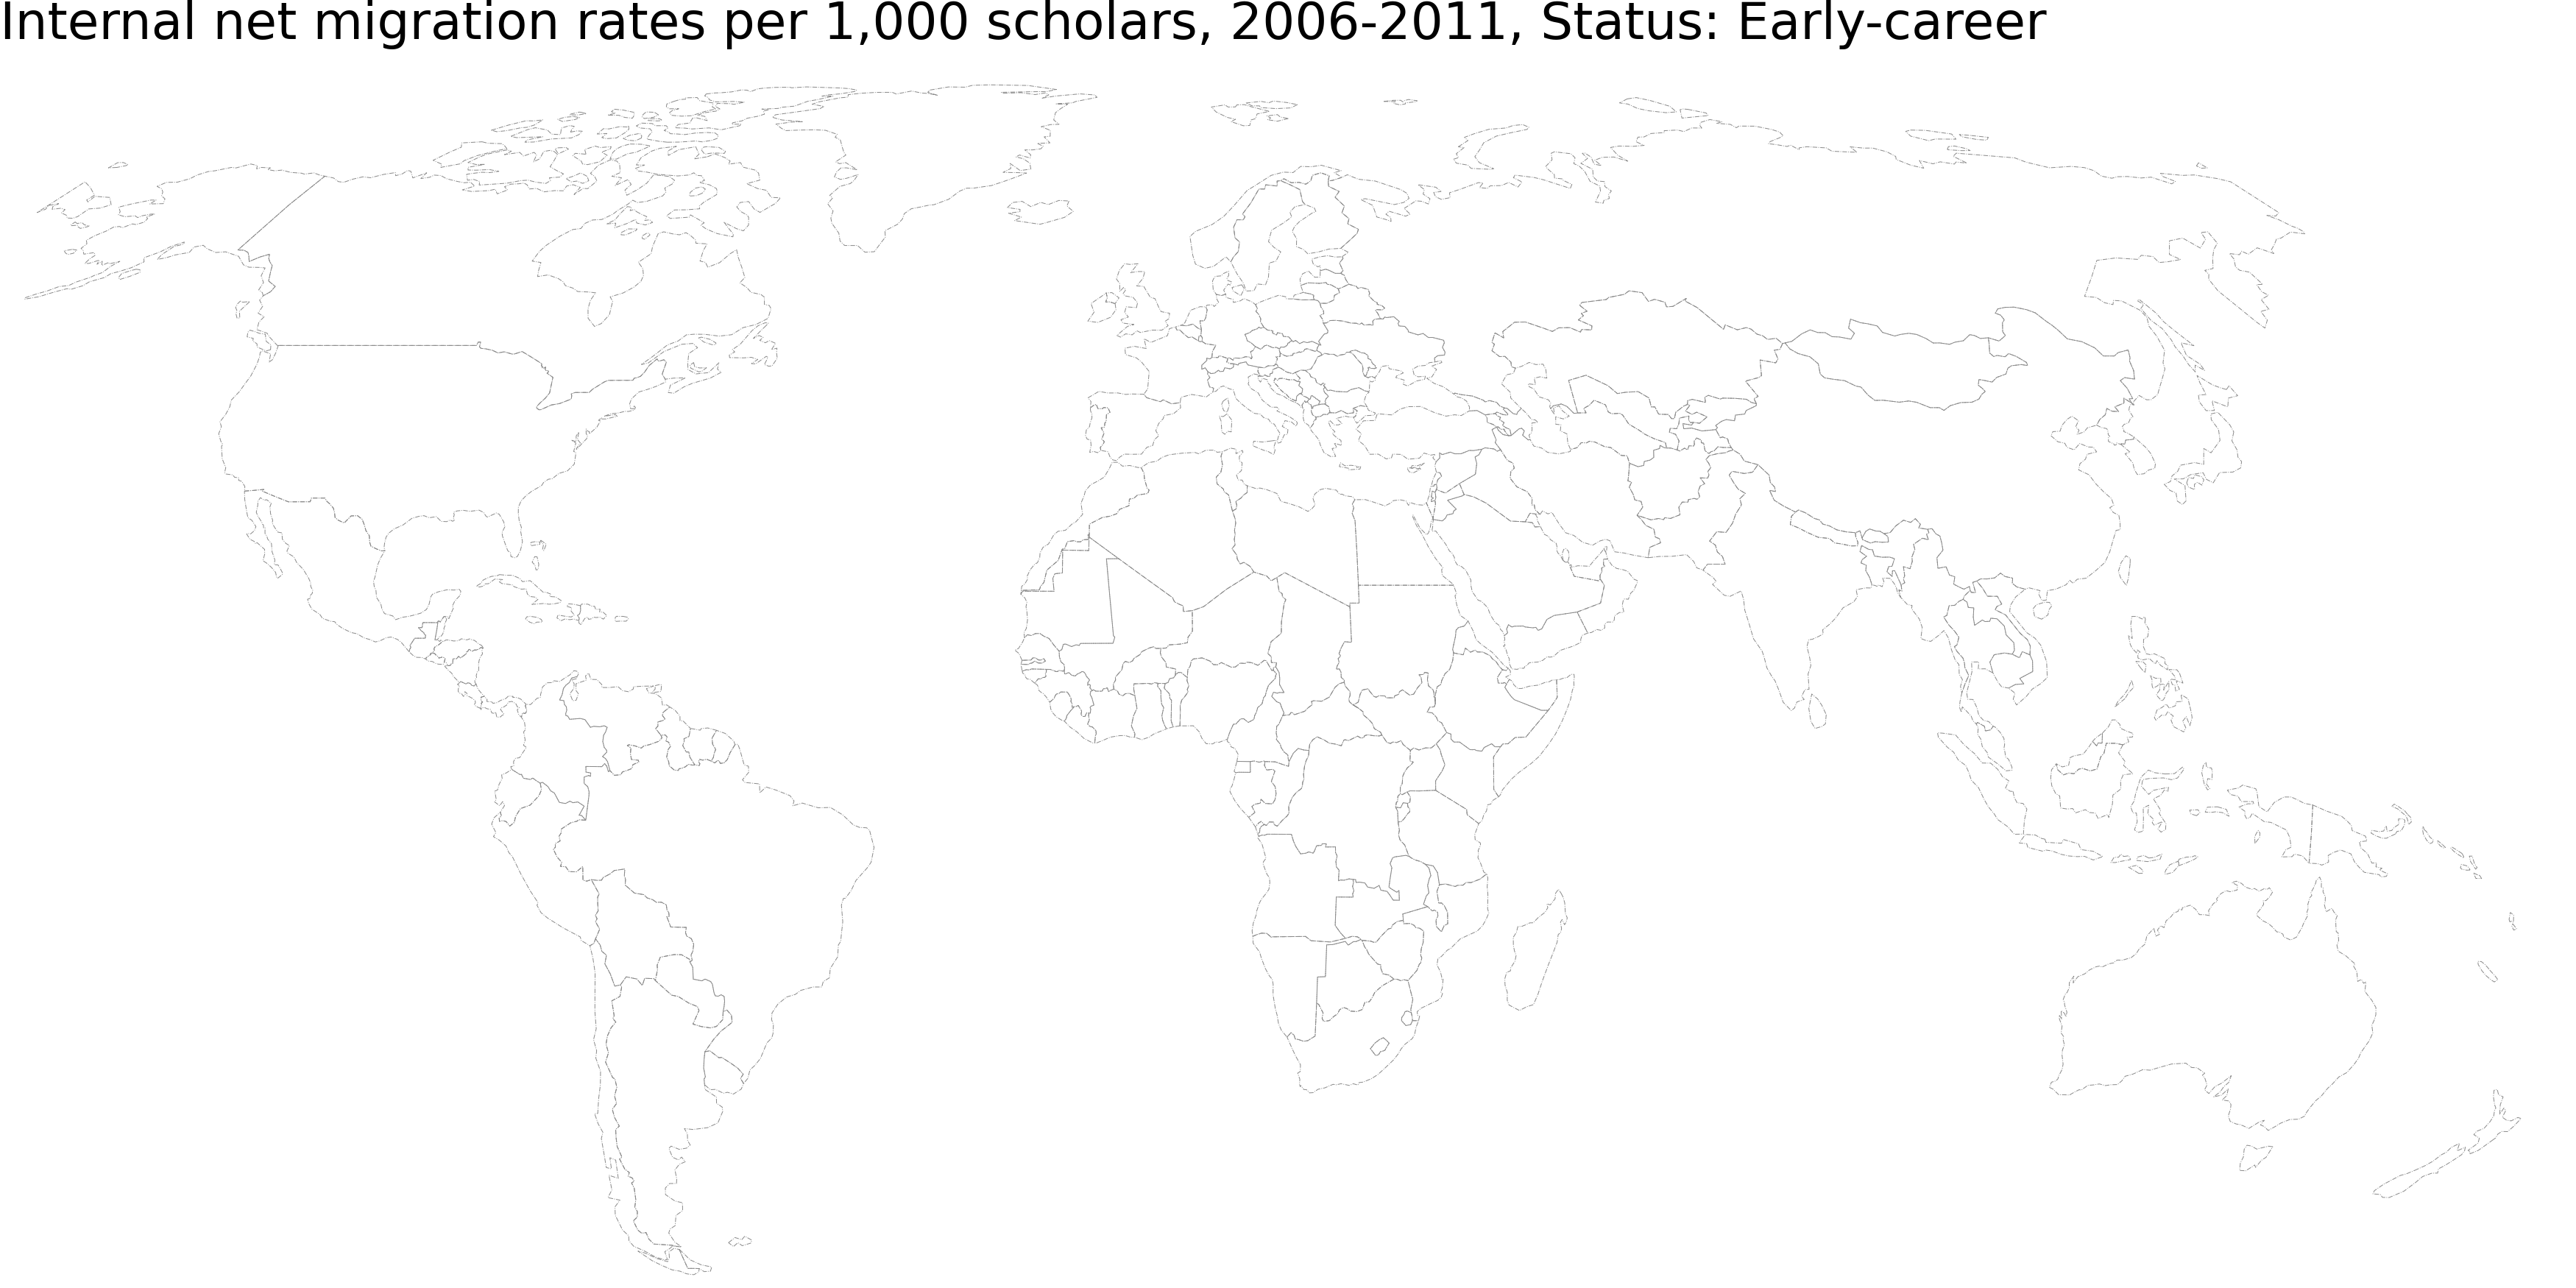 Internal net migration rates per 1,000 scholars, 2006-2011, Status: Early-career